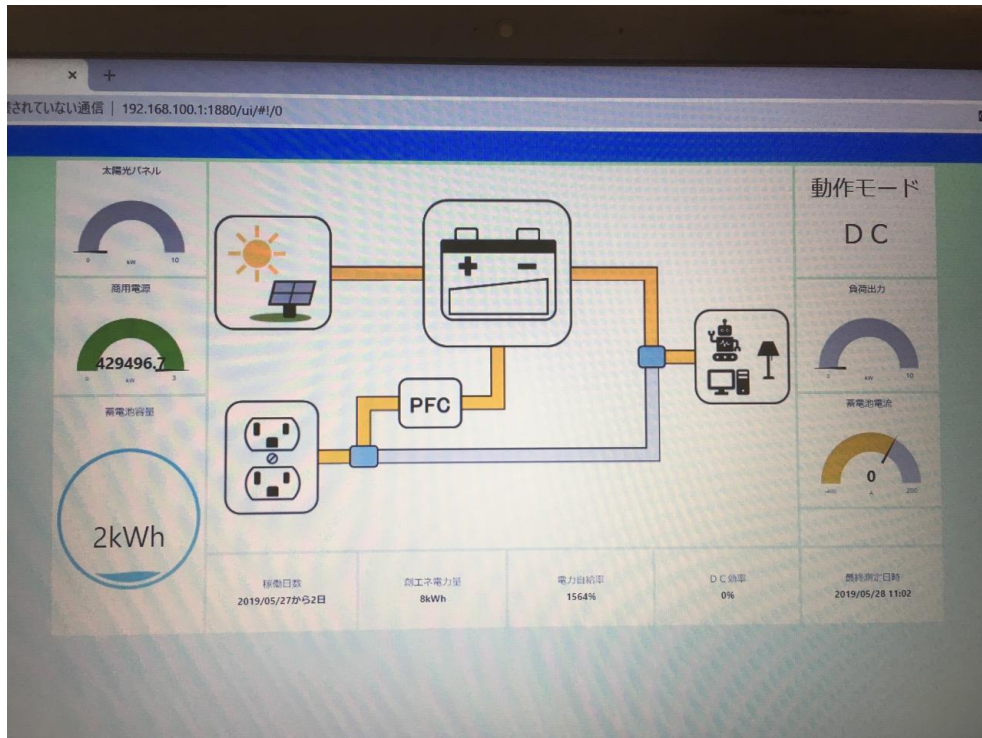 × +
されていない通信 | 192.168.100.1:1880/ui/#!/0
太陽光パネル
0 kW 10
商用電源
429496.7
0 kW 3
蓄電池容量
2kWh
+ −
PFC
動作モード
DC
負荷出力
0 kW 10
蓄電池電流
0
-400 A 200
稼働日数
2019/05/27から2日
創エネ電力量
8kWh
電力自給率
1564%
DC効率
0%
最終測定日時
2019/05/28 11:02